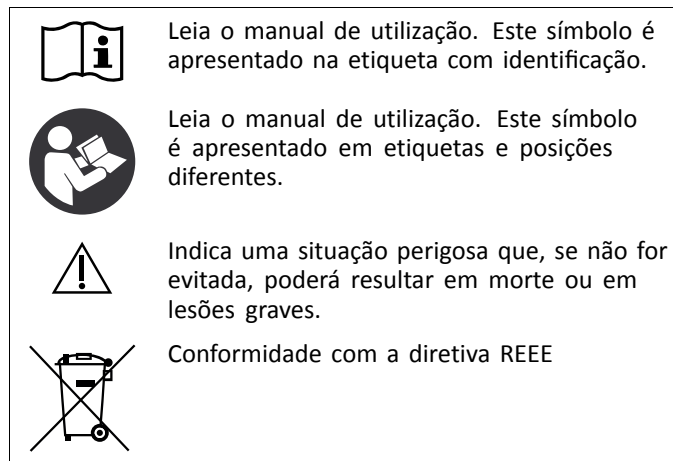 Leia o manual de utilização. Este símbolo é
apresentado na etiqueta com identificação.
Leia o manual de utilização. Este símbolo
é apresentado em etiquetas e posições
diferentes.
Indica uma situação perigosa que, se não for
evitada, poderá resultar em morte ou em
lesões graves.
Conformidade com a diretiva REEE